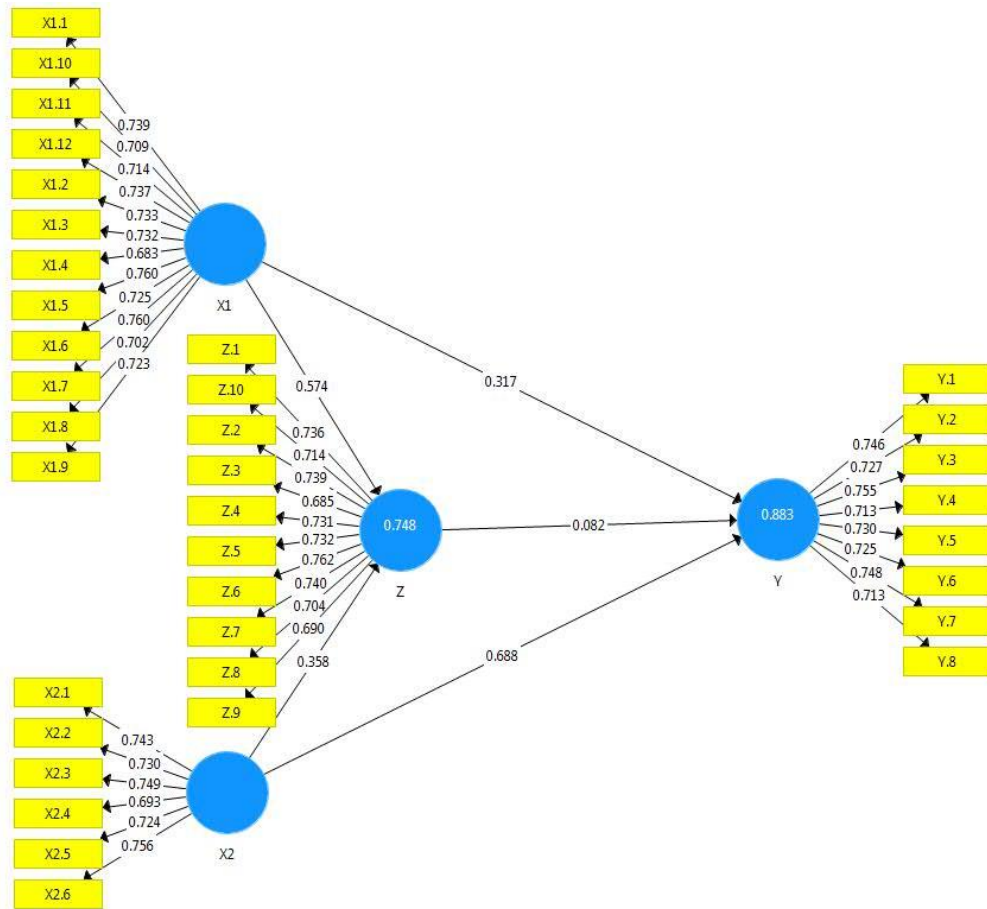 X1.1
X1.10
X1.11
X1.12
X1.2
X1.3
X1.4
X1.5
X1.6
X1.7
X1.8
X1.9
0.739
0.709
0.714
0.737
0.733
0.732
0.683
0.760
0.725
0.760
0.702
0.723
X1
0.574
0.317
Z.1
Z.10
Z.2
Z.3
Z.4
Z.5
Z.6
Z.7
Z.8
Z.9
0.736
0.714
0.739
0.685
0.731
0.732
0.762
0.740
0.704
0.690
0.358
0.748
Z
0.082
0.688
0.883
Y
0.746
0.727
0.755
0.713
0.730
0.725
0.748
0.713
Y.1
Y.2
Y.3
Y.4
Y.5
Y.6
Y.7
Y.8
X2.1
X2.2
X2.3
X2.4
X2.5
X2.6
0.743
0.730
0.749
0.693
0.724
0.756
X2